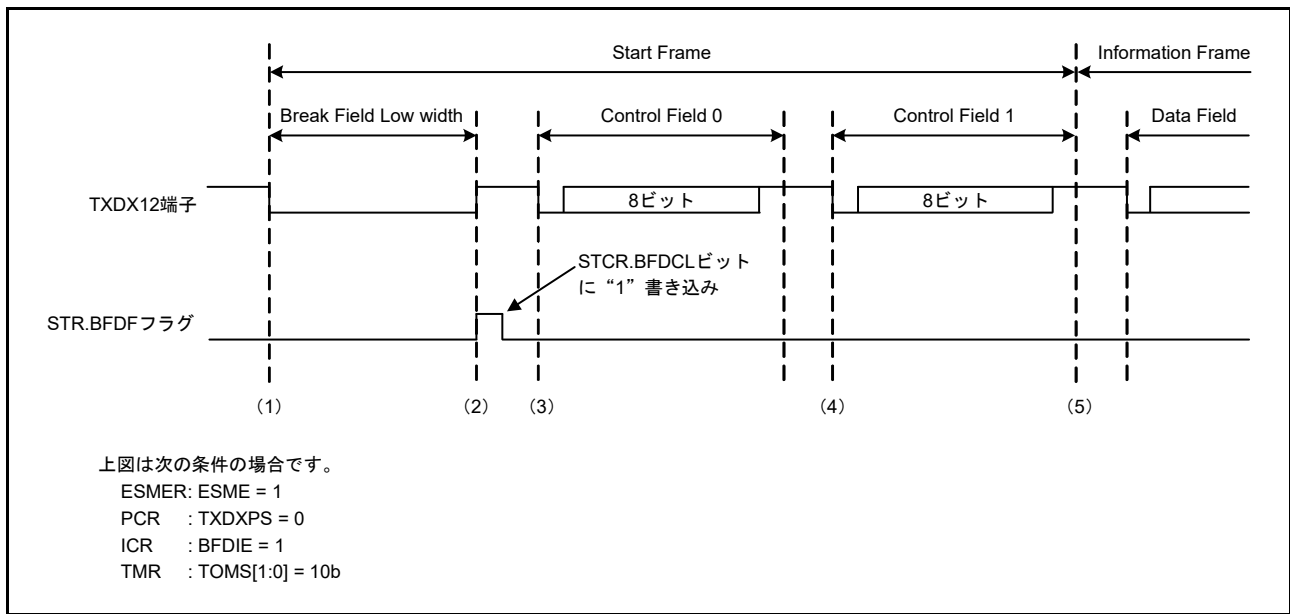 Start Frame
Information Frame
Break Field Low width
Control Field 0
Control Field 1
Data Field
TXDX12端子
8ビット
8ビット
STCR.BFDCLビット
に“1”書き込み
STR.BFDFフラグ
(1)
(2)
(3)
(4)
(5)
上図は次の条件の場合です。
ESMER: ESME = 1
PCR : TXDXPS = 0
ICR : BFDIE = 1
TMR : TOMS[1:0] = 10b